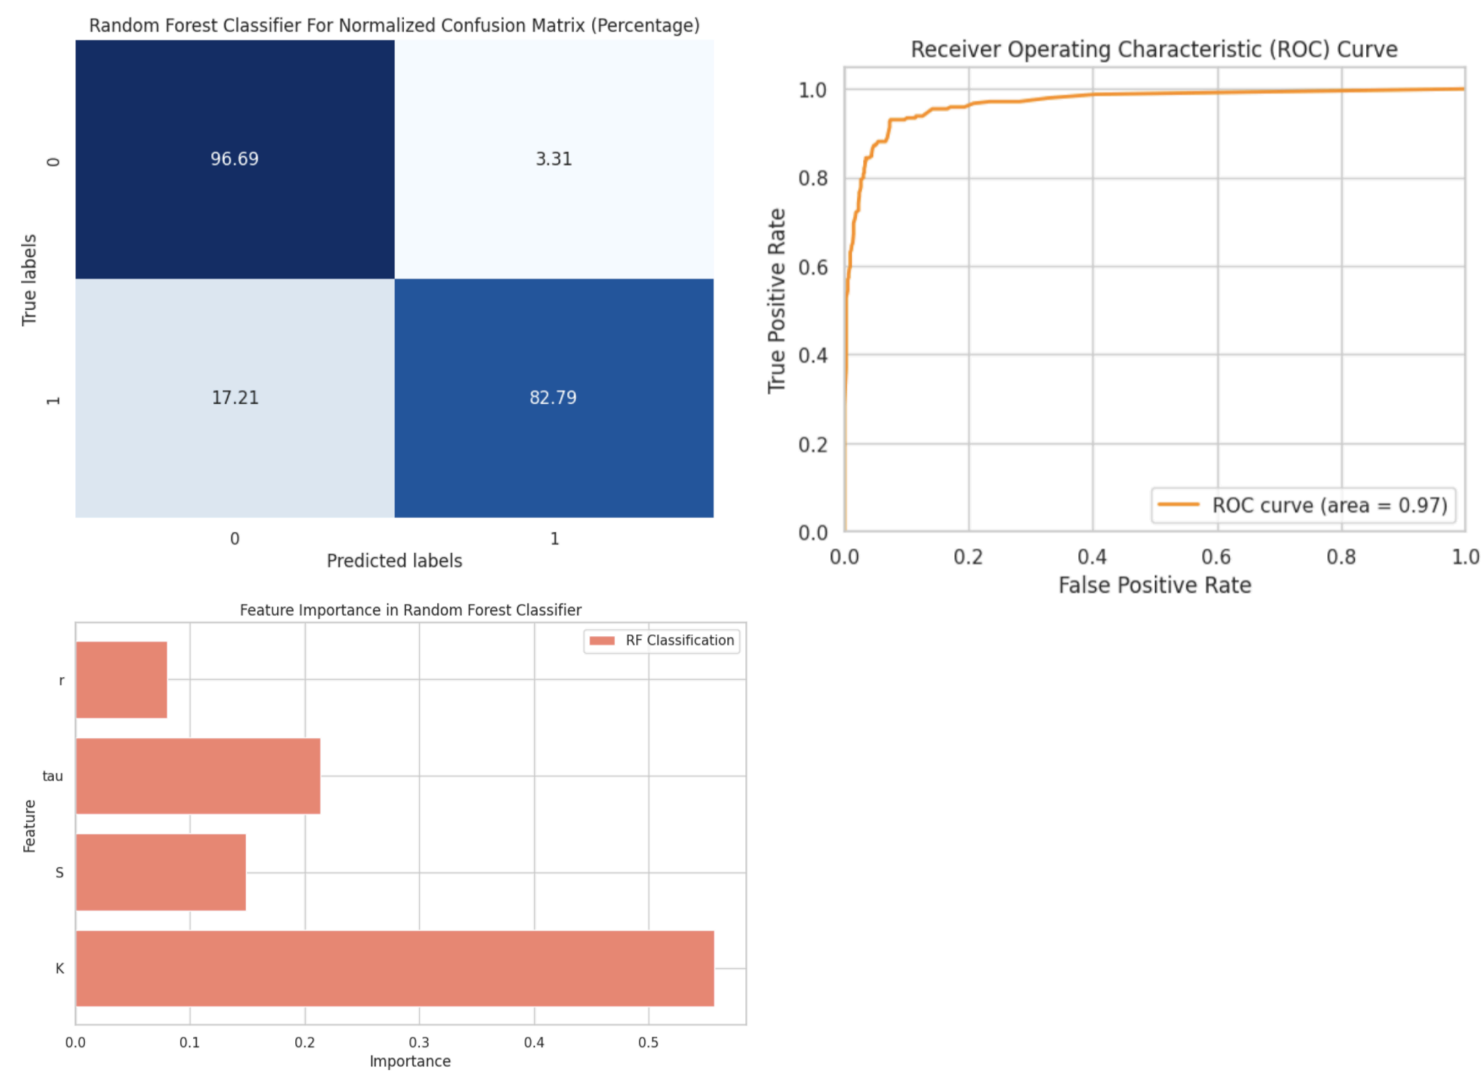 Random Forest Classifier For Normalized Confusion Matrix (Percentage)
True labels
0
96.69
3.31
1
17.21
82.79
0
1
Predicted labels
Receiver Operating Characteristic (ROC) Curve
True Positive Rate
1.0
0.8
0.6
0.4
0.2
0.0
ROC curve (area = 0.97)
0.0
0.2
0.4
0.6
0.8
1.0
False Positive Rate
Feature Importance in Random Forest Classifier
RF Classification
Feature
r
tau
S
K
0.0
0.1
0.2
0.3
0.4
0.5
Importance